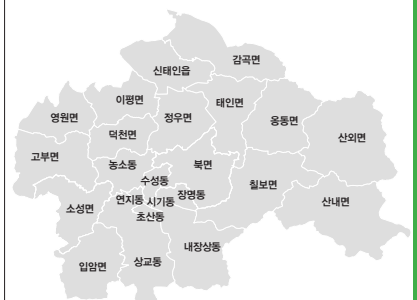 감곡면
신태인읍
이평면
태인면
영원면
정우면
옹동면
덕천면
산외면
고부면
농소동
북면
수성동
칠보면
장명동
연지동
시기동
산내면
소성면
초산동
내장상동
상교동
입암면